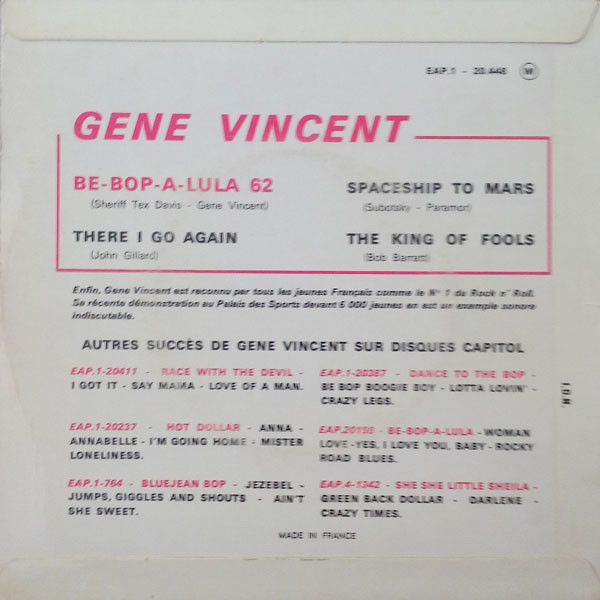 EAP.1 - 20.448 W
GENE VINCENT
BE-BOP-A-LULA 62
(Sheriff Tex Davis - Gene Vincent)
SPACESHIP TO MARS
(Subotsky - Paramor)
THERE I GO AGAIN
(John Gillard)
THE KING OF FOOLS
(Bob Barratt)
Enfin, Gene Vincent est reconnu par tous les jeunes Français comme le N° 1 du Rock n' Roll.
Sa récente démonstration au Palais des Sports devant 6 000 jeunes en est un exemple sonore
indiscutable.
AUTRES SUCCÈS DE GENE VINCENT SUR DISQUES CAPITOL
EAP.1-20411 - RACE WITH THE DEVIL -
I GOT IT - SAY MAMA - LOVE OF A MAN.
EAP.1-20387 - DANCE TO THE BOP -
BE BOP BOOGIE BOY - LOTTA LOVIN' -
CRAZY LEGS.
EAP.1-20237 - HOT DOLLAR - ANNA -
ANNABELLE - I'M GOING HOME - MISTER
LONELINESS.
BE-BOP-A-LULA - WOMAN
LOVE - YES, I LOVE YOU, BABY - ROCKY
ROAD BLUES.
EAP.1-764 - BLUEJEAN BOP - JEZEBEL -
JUMPS, GIGGLES AND SHOUTS - AIN'T
SHE SWEET.
EAP.4-1342 - SHE SHE LITTLE SHEILA -
GREEN BACK DOLLAR - DARLENE -
CRAZY TIMES.
MADE IN FRANCE